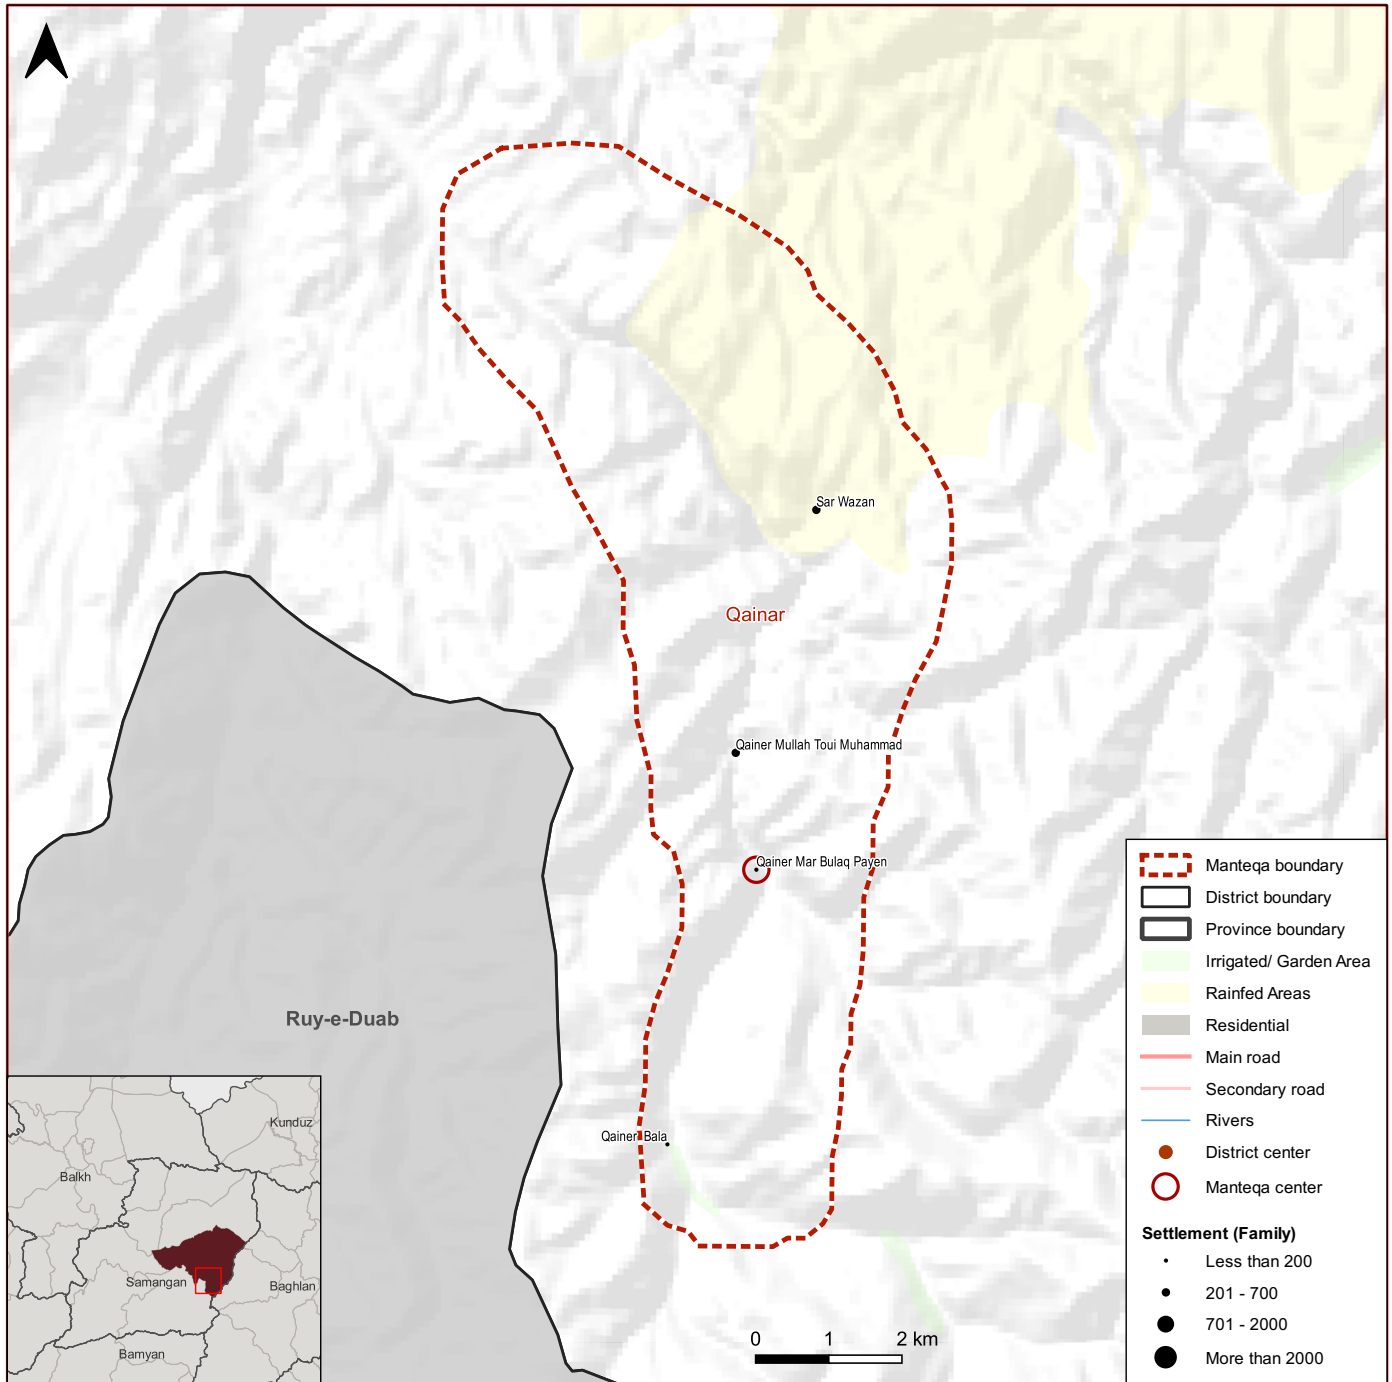 Sar Wazan
Qainar
Qainer Mullah Toui Muhammad
Qainer Mar Bulaq Payen
Ruy-e-Duab
Qainer Bala
Kunduz
Balkh
Samangan
Baghlan
Bamyan
0 1 2 km
Manteqa boundary
District boundary
Province boundary
Irrigated/ Garden Area
Rainfed Areas
Residential
Main road
Secondary road
Rivers
District center
Manteqa center
Settlement (Family)
Less than 200
201 - 700
701 - 2000
More than 2000